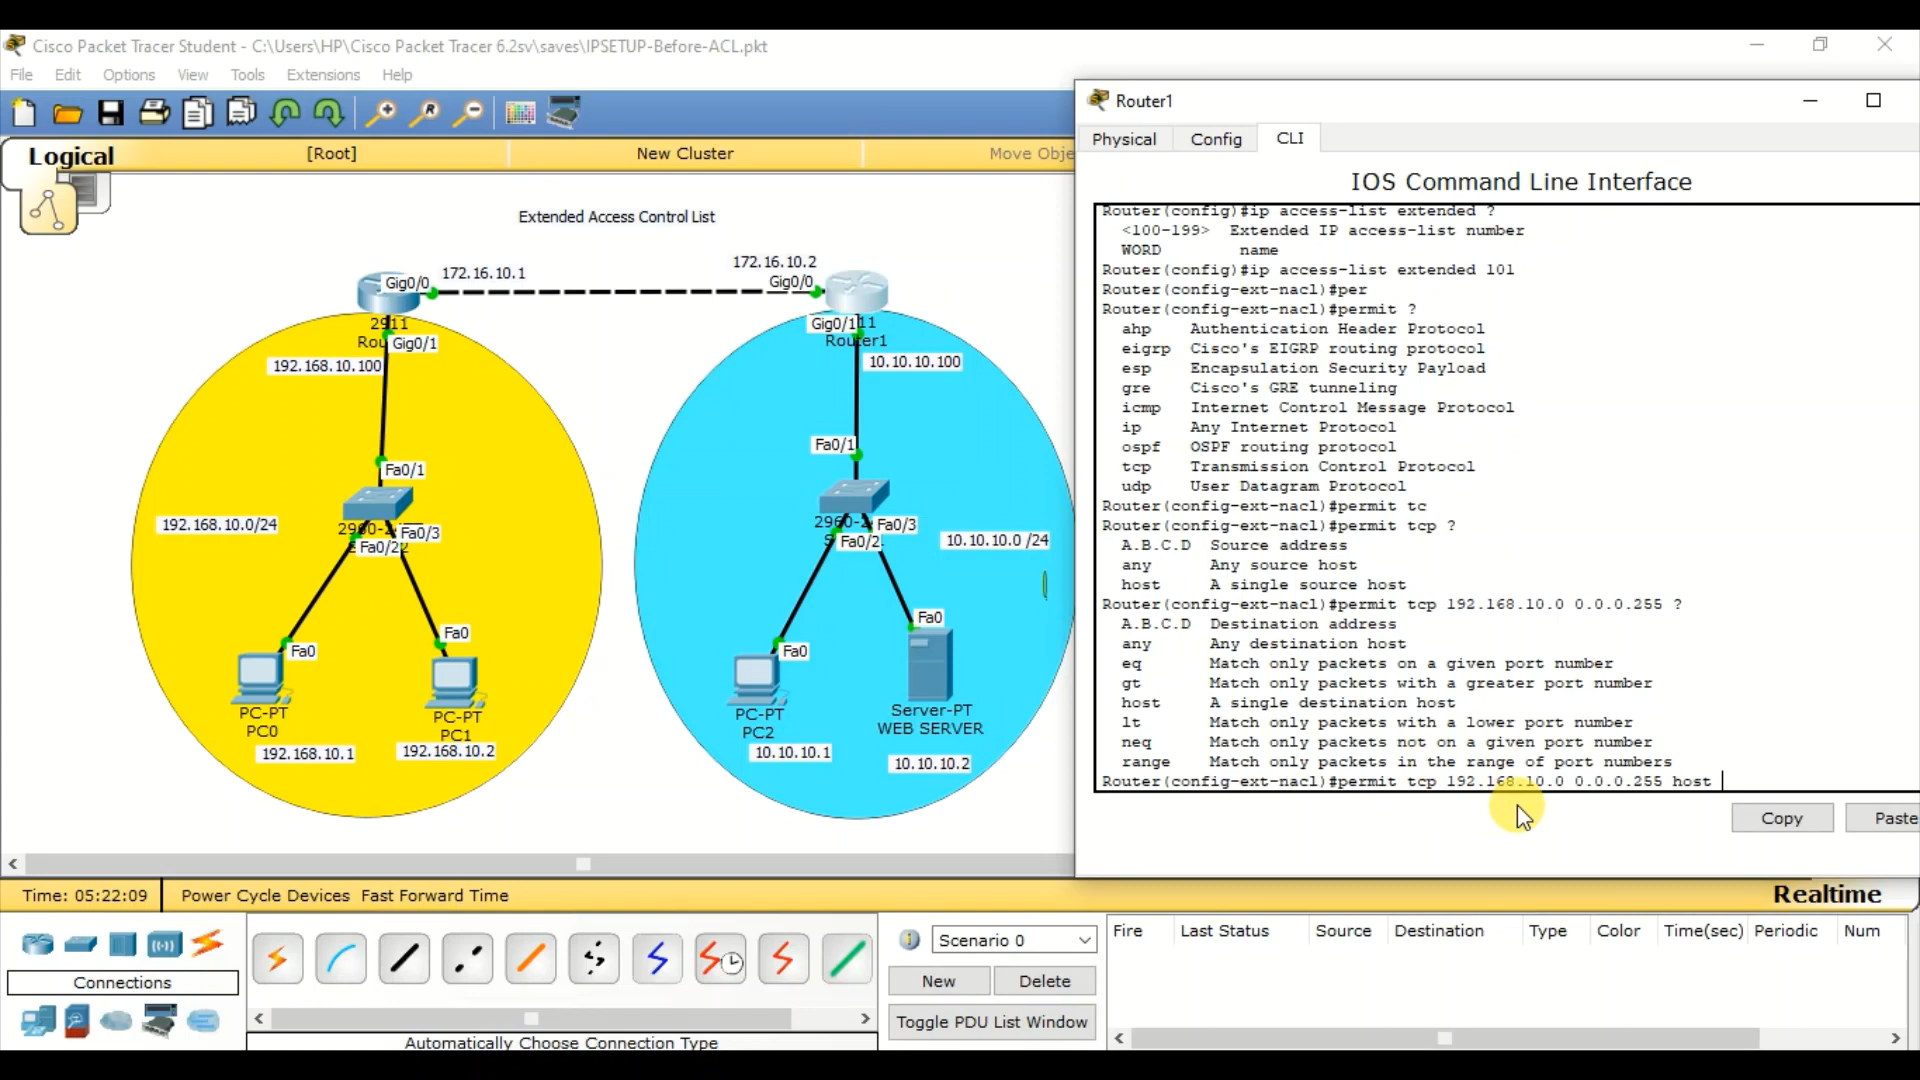 Cisco Packet Tracer Student - C:\Users\HP\Cisco Packet Tracer 6.2sv\saves\IPSETUP-Before-ACL.pkt
File Edit Options View Tools Extensions Help
Logical [Root] New Cluster Move Obje
Extended Access Control List
172.16.10.1
172.16.10.2
Gig0/0
Gig0/0
2911
Rou
Gig0/1
192.168.10.100
Gig0/1
11
Router1
10.10.10.100
Fa0/1
Fa0/1
192.168.10.0/24
Fa0/3
Fa0/2
Fa0/3
Fa0/2
10.10.10.0 /24
Fa0
Fa0
Fa0
Fa0
PC-PT
PC0
192.168.10.1
PC-PT
PC1
192.168.10.2
PC-PT
PC2
10.10.10.1
Server-PT
WEB SERVER
10.10.10.2
Router1
Physical Config CLI
IOS Command Line Interface
Router(config)#ip access-list extended ?
<100-199> Extended IP access-list number
WORD name
Router(config)#ip access-list extended 101
Router(config-ext-nacl)#per
Router(config-ext-nacl)#permit ?
ahp Authentication Header Protocol
eigrp Cisco's EIGRP routing protocol
esp Encapsulation Security Payload
gre Cisco's GRE tunneling
icmp Internet Control Message Protocol
ip Any Internet Protocol
ospf OSPF routing protocol
tcp Transmission Control Protocol
udp User Datagram Protocol
Router(config-ext-nacl)#permit tc
Router(config-ext-nacl)#permit tcp ?
A.B.C.D Source address
any Any source host
host A single source host
Router(config-ext-nacl)#permit tcp 192.168.10.0 0.0.0.255 ?
A.B.C.D Destination address
any Any destination host
eq Match only packets on a given port number
gt Match only packets with a greater port number
host A single destination host
lt Match only packets with a lower port number
neq Match only packets not on a given port number
range Match only packets in the range of port numbers
Router(config-ext-nacl)#permit tcp 192.168.10.0 0.0.0.255 host
Copy Paste
Time: 05:22:09 Power Cycle Devices Fast Forward Time Realtime
Connections
Automatically Choose Connection Type
Scenario 0
New Delete
Toggle PDU List Window
Fire Last Status Source Destination Type Color Time(sec) Periodic Num